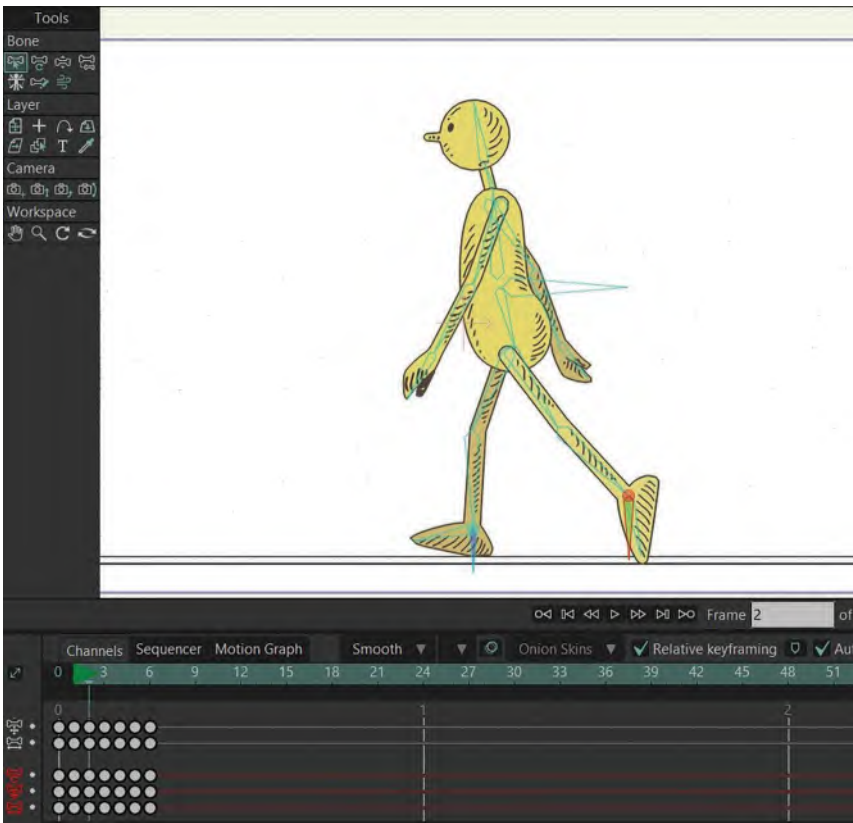 Tools
Bone
Layer
T
Camera
Workspace
Frame 2 of
Channels Sequencer Motion Graph Smooth Onion Skins Relative keyframing Au
0 3 6 9 12 15 18 21 24 27 30 33 36 39 42 45 48 51
0 1 2